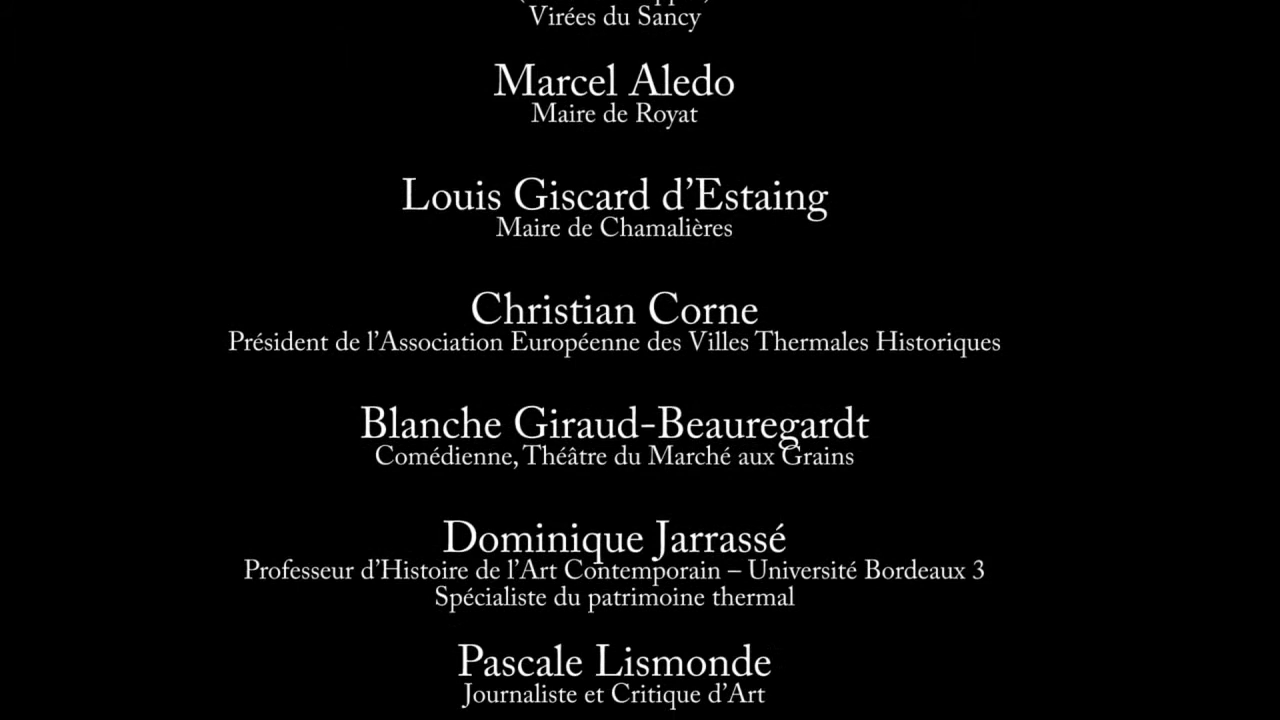 Virées du Sancy
Marcel Aledo
Maire de Royat
Louis Giscard d’Estaing
Maire de Chamalières
Christian Corne
Président de l’Association Européenne des Villes Thermales Historiques
Blanche Giraud-Beauregardt
Comédienne, Théâtre du Marché aux Grains
Dominique Jarrassé
Professeur d’Histoire de l’Art Contemporain – Université Bordeaux 3
Spécialiste du patrimoine thermal
Pascale Lismonde
Journaliste et Critique d’Art